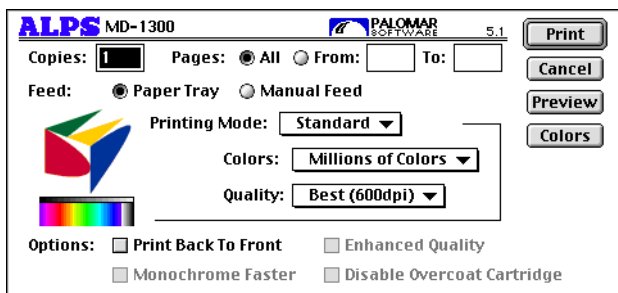 ALPS MD-1300 PALOMAR SOFTWARE 5.1 Print
Copies: 1 Pages: All From: To: Cancel
Feed: Paper Tray Manual Feed Preview
Printing Mode: Standard Colors
Colors: Millions of Colors
Quality: Best (600dpi)
Options: Print Back To Front Enhanced Quality
Monochrome Faster Disable Overcoat Cartridge